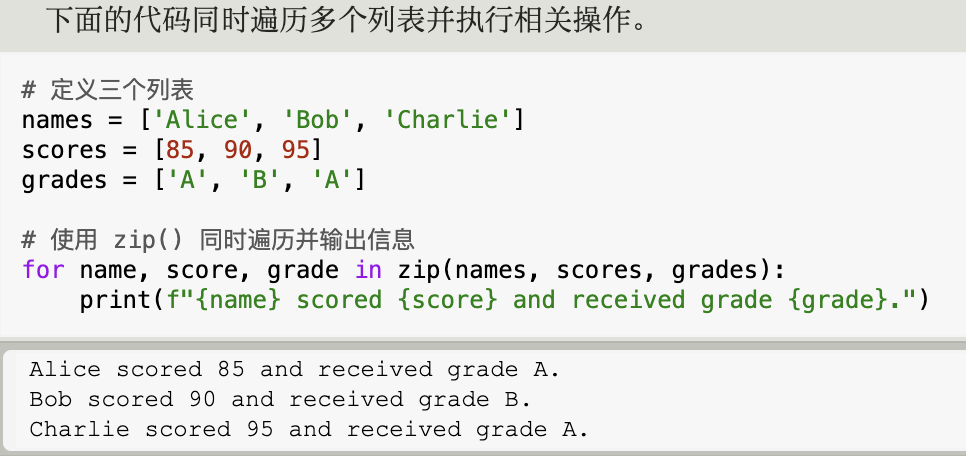 下面的代码同时遍历多个列表并执行相关操作。
# 定义三个列表
names = ['Alice', 'Bob', 'Charlie']
scores = [85, 90, 95]
grades = ['A', 'B', 'A']
# 使用 zip() 同时遍历并输出信息
for name, score, grade in zip(names, scores, grades):
    print(f"{name} scored {score} and received grade {grade}.")
Alice scored 85 and received grade A.
Bob scored 90 and received grade B.
Charlie scored 95 and received grade A.